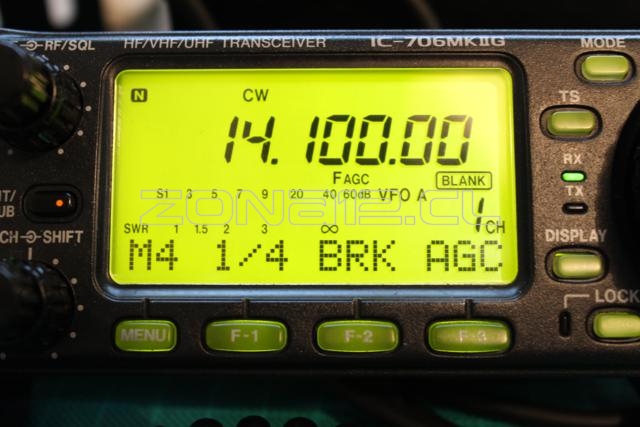 RF/SQL HF/VHF/UHF TRANSCEIVER IC-706MKIIG
MODE
N CW
TS
14.100.00
FAGC
RX
BLANK
S1 3 5 7 9 20 40 60dB VFO A
TX
zona12.cl
1CH
SWR 1 1.5 2 3 ∞
CH SHIFT
DISPLAY
M4 1/4 BRK AGC
LOCK
MENU F-1 F-2 F-3